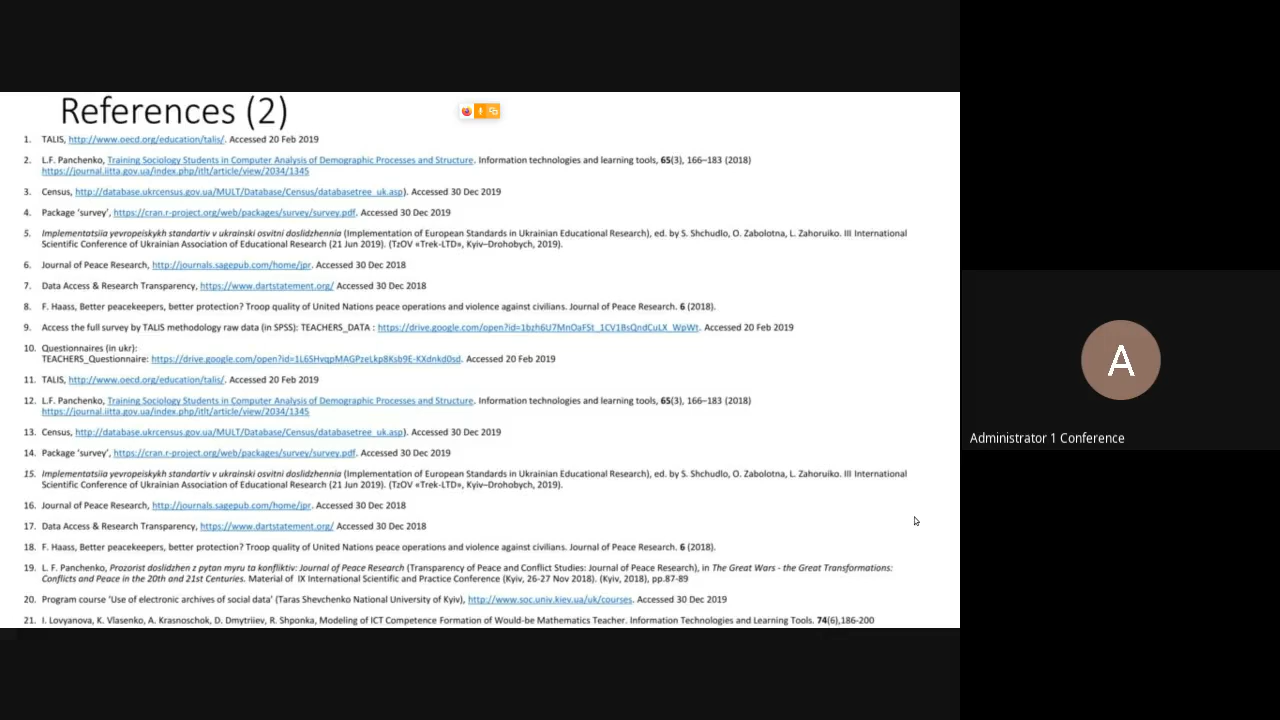 References (2)
1. TALIS, http://www.oecd.org/education/talis/. Accessed 20 Feb 2019
2. L.F. Panchenko, Training Sociology Students in Computer Analysis of Demographic Processes and Structure. Information technologies and learning tools, 65(3), 166–183 (2018)
https://journal.iitta.gov.ua/index.php/itlt/article/view/2034/1345
3. Census, http://database.ukrcensus.gov.ua/MULT/Database/Census/databasetree_uk.asp). Accessed 30 Dec 2019
4. Package ‘survey’, https://cran.r-project.org/web/packages/survey/survey.pdf. Accessed 30 Dec 2019
5. Implementatsiia yevropeiskykh standartiv v ukrainski osvitni doslidzhennia (Implementation of European Standards in Ukrainian Educational Research), ed. by S. Shchudlo, O. Zabolotna, L. Zahoruiko. III International
Scientific Conference of Ukrainian Association of Educational Research (21 Jun 2019). (TzOV «Trek-LTD», Kyiv–Drohobych, 2019).
6. Journal of Peace Research, http://journals.sagepub.com/home/jpr. Accessed 30 Dec 2018
7. Data Access & Research Transparency, https://www.dartstatement.org/ Accessed 30 Dec 2018
8. F. Haass, Better peacekeepers, better protection? Troop quality of United Nations peace operations and violence against civilians. Journal of Peace Research. 6 (2018).
9. Access the full survey by TALIS methodology raw data (in SPSS): TEACHERS_DATA : https://drive.google.com/open?id=1bzh6U7MnOaFSt_1CV1BsQndCuLX_WpWt. Accessed 20 Feb 2019
10. Questionnaires (in ukr):
TEACHERS_Questionnaire: https://drive.google.com/open?id=1L6SHvqpMAGPzeLkp8Ksb9E-KXdnkd0sd. Accessed 20 Feb 2019
11. TALIS, http://www.oecd.org/education/talis/. Accessed 20 Feb 2019
12. L.F. Panchenko, Training Sociology Students in Computer Analysis of Demographic Processes and Structure. Information technologies and learning tools, 65(3), 166–183 (2018)
https://journal.iitta.gov.ua/index.php/itlt/article/view/2034/1345
13. Census, http://database.ukrcensus.gov.ua/MULT/Database/Census/databasetree_uk.asp). Accessed 30 Dec 2019
14. Package ‘survey’, https://cran.r-project.org/web/packages/survey/survey.pdf. Accessed 30 Dec 2019
15. Implementatsiia yevropeiskykh standartiv v ukrainski osvitni doslidzhennia (Implementation of European Standards in Ukrainian Educational Research), ed. by S. Shchudlo, O. Zabolotna, L. Zahoruiko. III International
Scientific Conference of Ukrainian Association of Educational Research (21 Jun 2019). (TzOV «Trek-LTD», Kyiv–Drohobych, 2019).
16. Journal of Peace Research, http://journals.sagepub.com/home/jpr. Accessed 30 Dec 2018
17. Data Access & Research Transparency, https://www.dartstatement.org/ Accessed 30 Dec 2018
18. F. Haass, Better peacekeepers, better protection? Troop quality of United Nations peace operations and violence against civilians. Journal of Peace Research. 6 (2018).
19. L. F. Panchenko, Prozorist doslidzhen z pytan myru ta konfliktiv: Journal of Peace Research (Transparency of Peace and Conflict Studies: Journal of Peace Research), in The Great Wars - the Great Transformations:
Conflicts and Peace in the 20th and 21st Centuries. Material of IX International Scientific and Practice Conference (Kyiv, 26-27 Nov 2018). (Kyiv, 2018), pp.87-89
20. Program course ‘Use of electronic archives of social data’ (Taras Shevchenko National University of Kyiv), http://www.soc.univ.kiev.ua/uk/courses. Accessed 30 Dec 2019
21. I. Lovyanova, K. Vlasenko, A. Krasnoschok, D. Dmytriiev, R. Shponka, Modeling of ICT Competence Formation of Would-be Mathematics Teacher. Information Technologies and Learning Tools. 74(6),186-200
A
Administrator 1 Conference